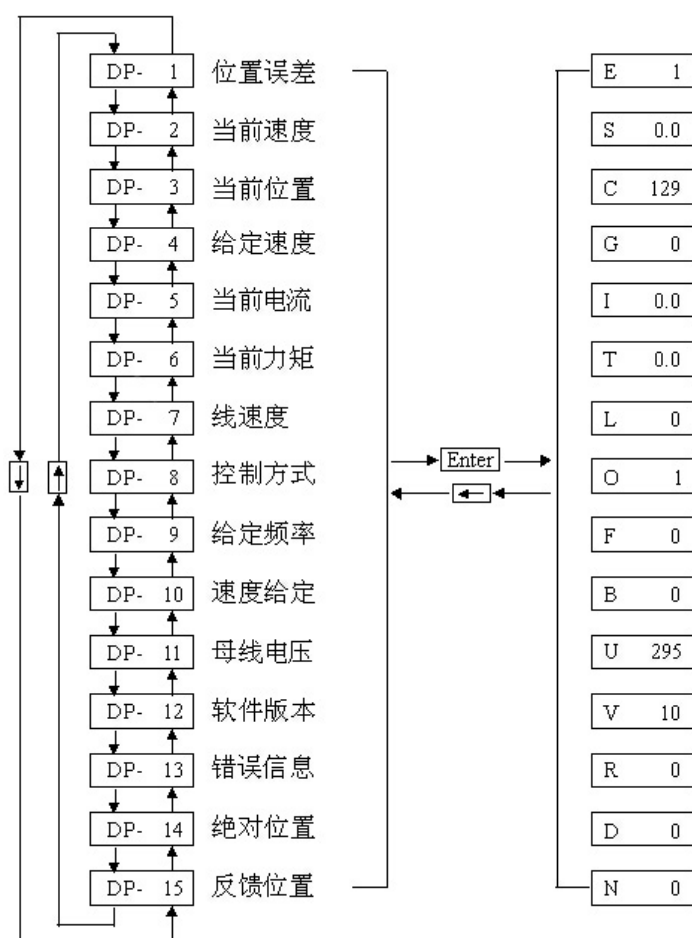 DP- 1 位置误差 E 1
DP- 2 当前速度 S 0.0
DP- 3 当前位置 C 129
DP- 4 给定速度 G 0
DP- 5 当前电流 I 0.0
DP- 6 当前力矩 T 0.0
DP- 7 线速度 L 0
Enter
DP- 8 控制方式 O 1
DP- 9 给定频率 F 0
DP- 10 速度给定 B 0
DP- 11 母线电压 U 295
DP- 12 软件版本 V 10
DP- 13 错误信息 R 0
DP- 14 绝对位置 D 0
DP- 15 反馈位置 N 0